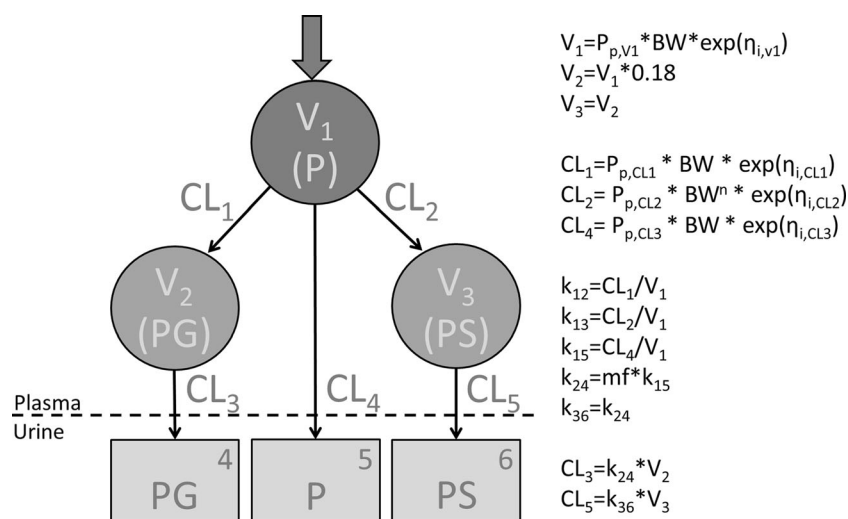 V₁
(P)
CL₁
CL₂
V₂
(PG)
V₃
(PS)
CL₃
CL₄
CL₅
Plasma
Urine
4
PG
5
P
6
PS
V₁=Pₚ,ᵥ₁*BW*exp(ηᵢ,ᵥ₁)
V₂=V₁*0.18
V₃=V₂
CL₁=Pₚ,CL₁ * BW * exp(ηᵢ,CL₁)
CL₂= Pₚ,CL₂ * BWⁿ * exp(ηᵢ,CL₂)
CL₄= Pₚ,CL₃ * BW * exp(ηᵢ,CL₃)
k₁₂=CL₁/V₁
k₁₃=CL₂/V₁
k₁₅=CL₄/V₁
k₂₄=mf*k₁₅
k₃₆=k₂₄
CL₃=k₂₄*V₂
CL₅=k₃₆*V₃